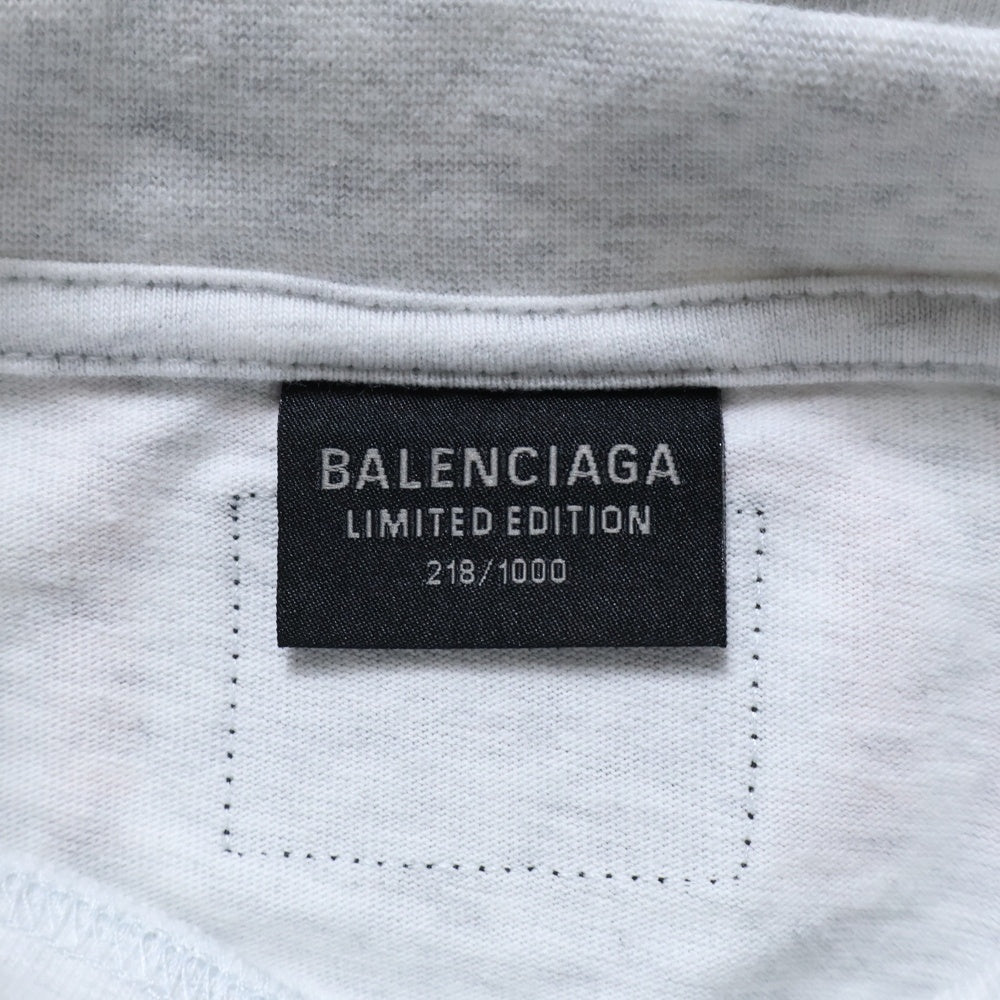 BALENCIAGA
LIMITED EDITION
218/1000